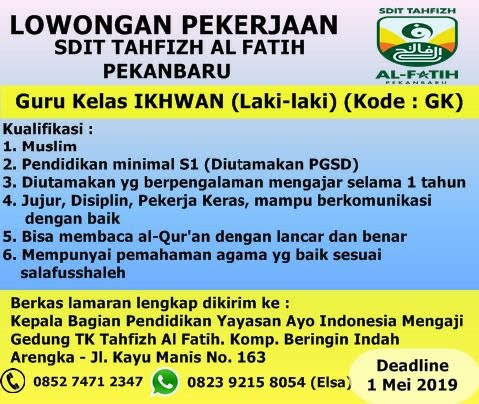 LOWONGAN PEKERJAAN
SDIT TAHFIZH AL FATIH
PEKANBARU
SDIT TAHFIZH
الفاتح
AL-FATIH
PEKANBARU
Guru Kelas IKHWAN (Laki-laki) (Kode : GK)
Kualifikasi :
1. Muslim
2. Pendidikan minimal S1 (Diutamakan PGSD)
3. Diutamakan yg berpengalaman mengajar selama 1 tahun
4. Jujur, Disiplin, Pekerja Keras, mampu berkomunikasi
dengan baik
5. Bisa membaca al-Qur'an dengan lancar dan benar
6. Mempunyai pemahaman agama yg baik sesuai
salafusshaleh
Berkas lamaran lengkap dikirim ke :
Kepala Bagian Pendidikan Yayasan Ayo Indonesia Mengaji
Gedung TK Tahfizh Al Fatih. Komp. Beringin Indah
Arengka - Jl. Kayu Manis No. 163
0852 7471 2347
0823 9215 8054 (Elsa)
Deadline
1 Mei 2019